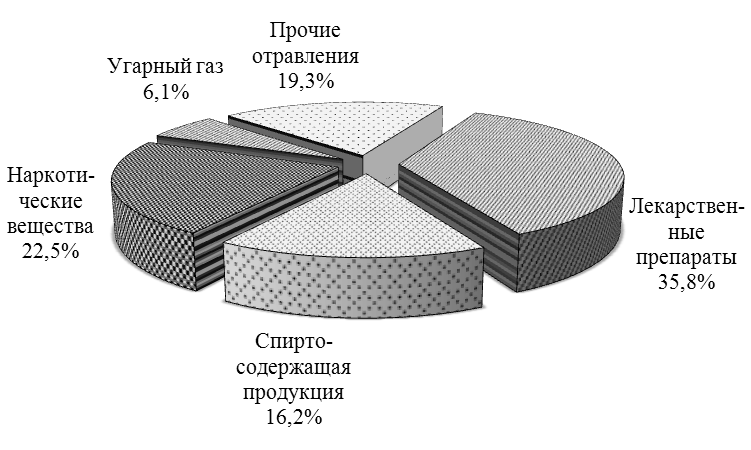 Прочие
отравления
19,3%
Угарный газ
6,1%
Наркоти-
ческие
вещества
22,5%
Лекарствен-
ные
препараты
35,8%
Спирто-
содержащая
продукция
16,2%